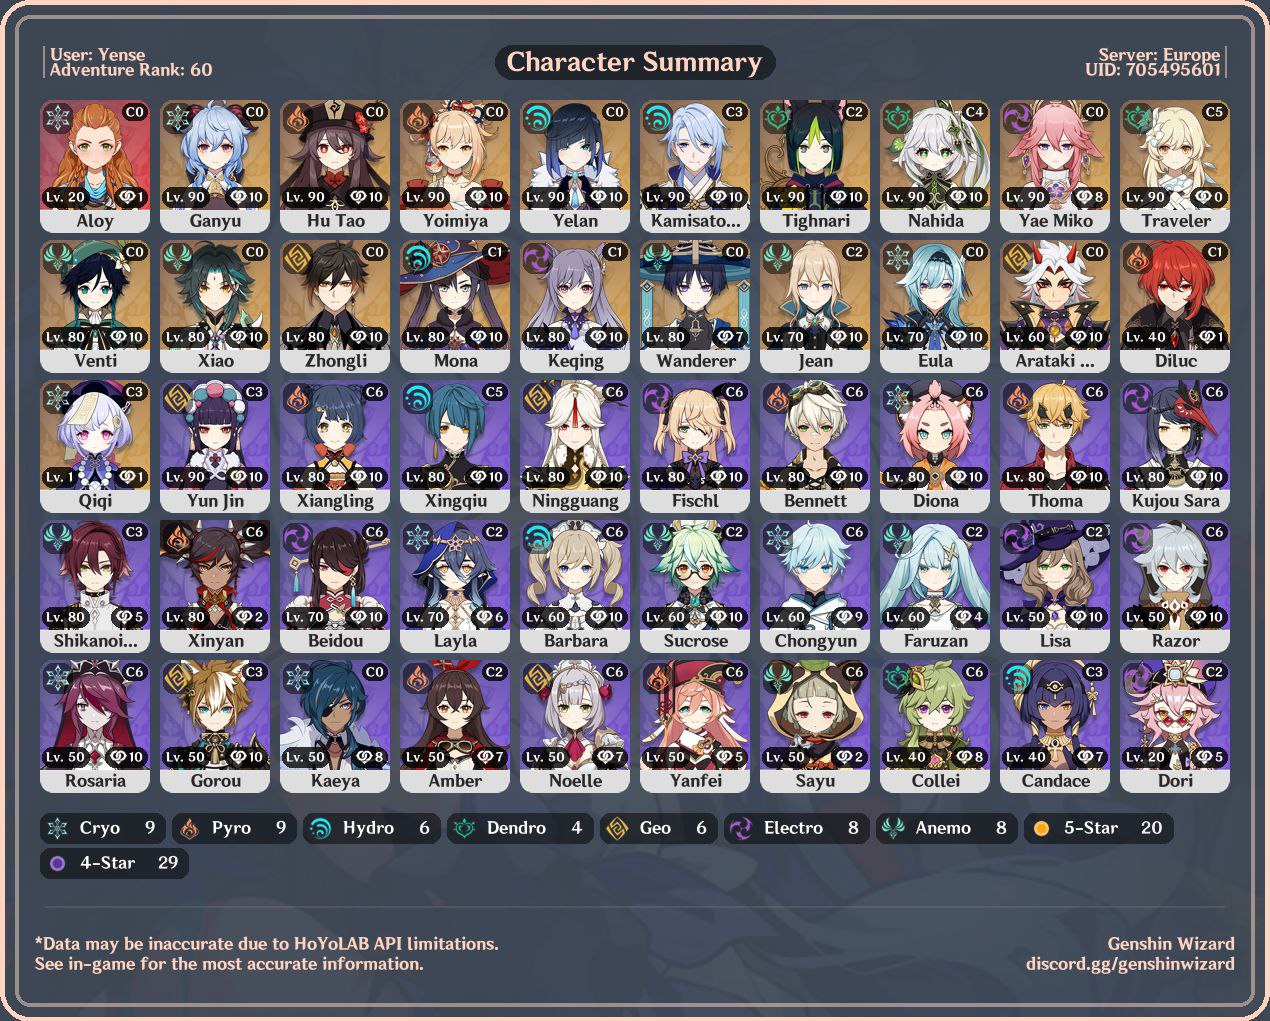 User: Yense
Adventure Rank: 60
Character Summary
Server: Europe
UID: 705495601
C0 C0 C0 C0 C0 C3 C2 C4 C0 C5
Lv. 20 1 Lv. 90 10 Lv. 90 10 Lv. 90 10 Lv. 90 10 Lv. 90 10 Lv. 90 10 Lv. 90 10 Lv. 90 8 Lv. 90 0
Aloy Ganyu Hu Tao Yoimiya Yelan Kamisato... Tighnari Nahida Yae Miko Traveler
C0 C0 C0 C1 C1 C0 C2 C0 C0 C1
Lv. 80 10 Lv. 80 10 Lv. 80 10 Lv. 80 10 Lv. 80 10 Lv. 80 7 Lv. 70 10 Lv. 70 10 Lv. 60 10 Lv. 40 1
Venti Xiao Zhongli Mona Keqing Wanderer Jean Eula Arataki ... Diluc
C3 C3 C6 C5 C6 C6 C6 C6 C6 C6
Lv. 1 1 Lv. 90 10 Lv. 80 10 Lv. 80 10 Lv. 80 10 Lv. 80 10 Lv. 80 10 Lv. 80 10 Lv. 80 10 Lv. 80 10
Qiqi Yun Jin Xiangling Xingqiu Ningguang Fischl Bennett Diona Thoma Kujou Sara
C3 C6 C6 C2 C6 C2 C6 C6 C2 C6
Lv. 80 5 Lv. 80 2 Lv. 70 10 Lv. 70 6 Lv. 60 10 Lv. 60 10 Lv. 60 9 Lv. 60 4 Lv. 50 10 Lv. 50 10
Shikanoi... Xinyan Beidou Layla Barbara Sucrose Chongyun Faruzan Lisa Razor
C6 C3 C0 C2 C6 C6 C6 C6 C3 C2
Lv. 50 10 Lv. 50 10 Lv. 50 8 Lv. 50 7 Lv. 50 7 Lv. 50 5 Lv. 50 2 Lv. 40 8 Lv. 40 7 Lv. 20 5
Rosaria Gorou Kaeya Amber Noelle Yanfei Sayu Collei Candace Dori
Cryo 9 Pyro 9 Hydro 6 Dendro 4 Geo 6 Electro 8 Anemo 8 5-Star 20
4-Star 29
*Data may be inaccurate due to HoYoLAB API limitations.
See in-game for the most accurate information.
Genshin Wizard
discord.gg/genshinwizard